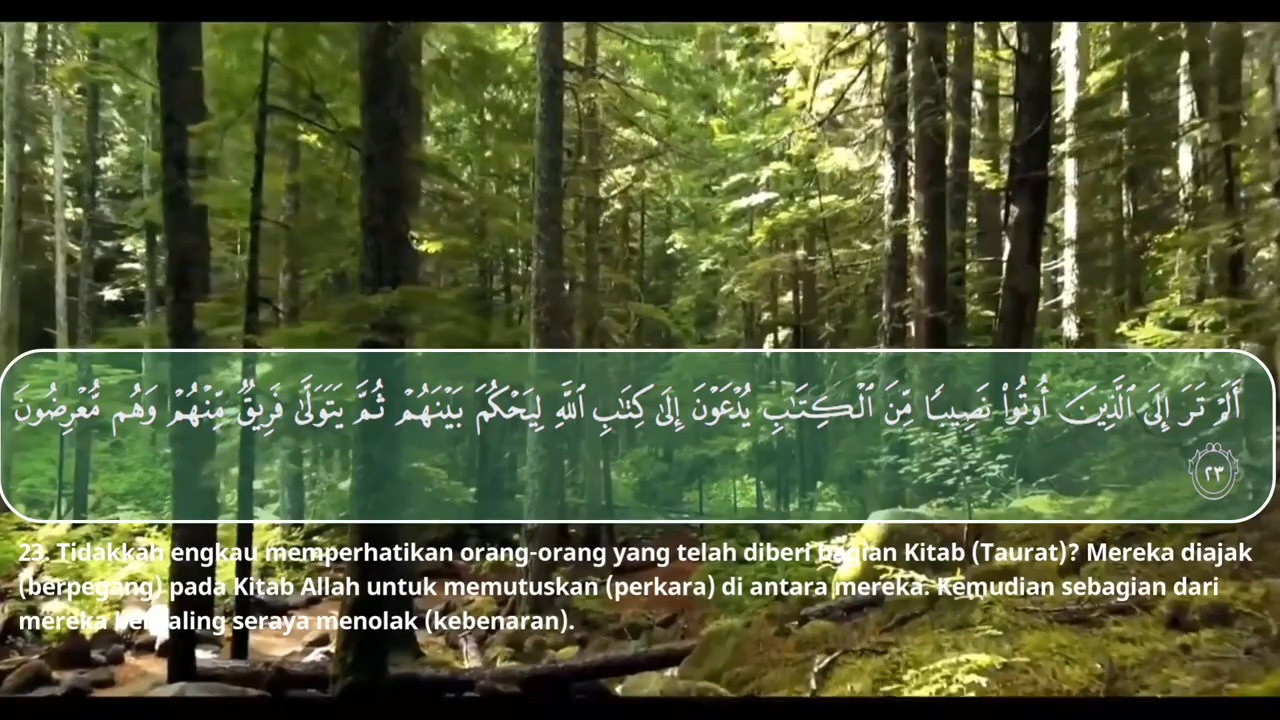 أَلَمْ تَرَ إِلَى ٱلَّذِينَ أُوتُوا۟ نَصِيبًا مِّنَ ٱلْكِتَٰبِ يُدْعَوْنَ إِلَىٰ كِتَٰبِ ٱللَّهِ لِيَحْكُمَ بَيْنَهُمْ ثُمَّ يَتَوَلَّىٰ فَرِيقٌ مِّنْهُمْ وَهُم مُّعْرِضُونَ
٢٣
23. Tidakkah engkau memperhatikan orang-orang yang telah diberi bagian Kitab (Taurat)? Mereka diajak
(berpegang) pada Kitab Allah untuk memutuskan (perkara) di antara mereka. Kemudian sebagian dari
mereka berpaling seraya menolak (kebenaran).